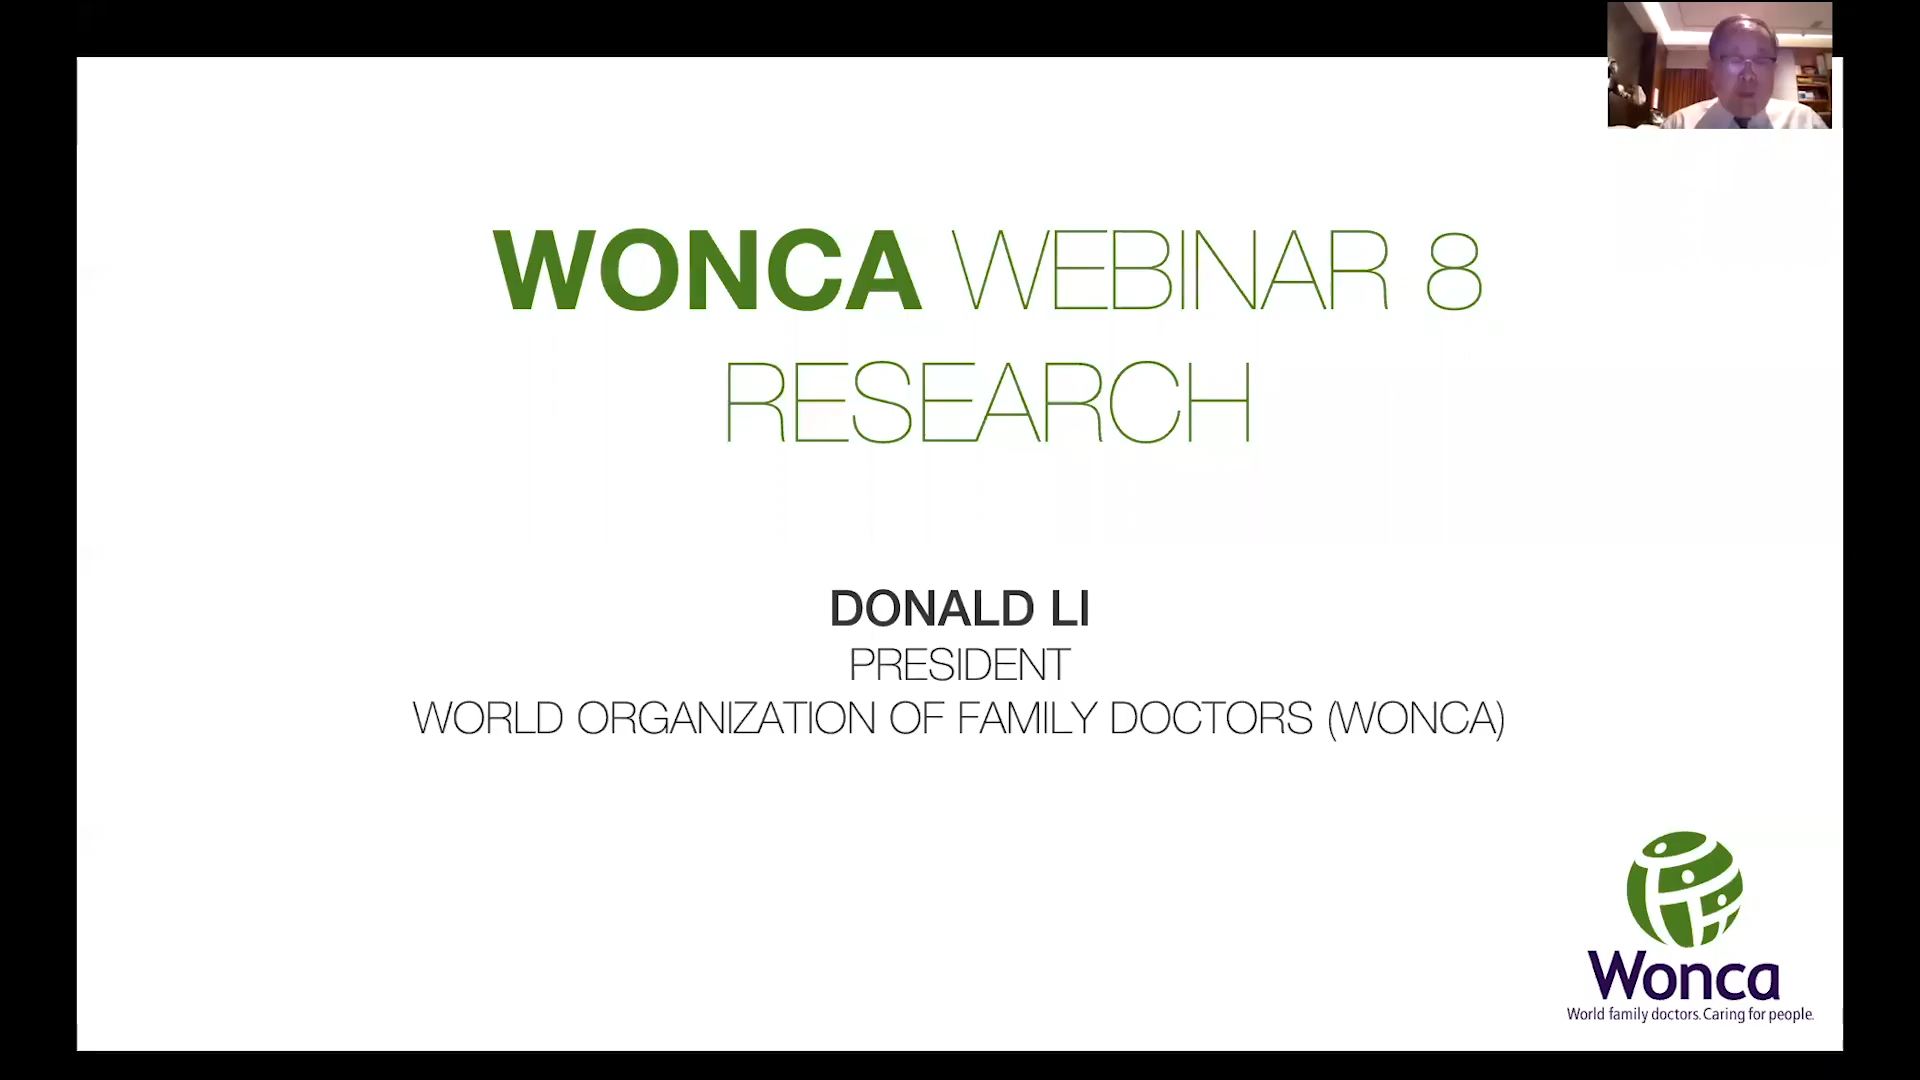 WONCA WEBINAR 8
RESEARCH
DONALD LI
PRESIDENT
WORLD ORGANIZATION OF FAMILY DOCTORS (WONCA)
Wonca
World family doctors. Caring for people.